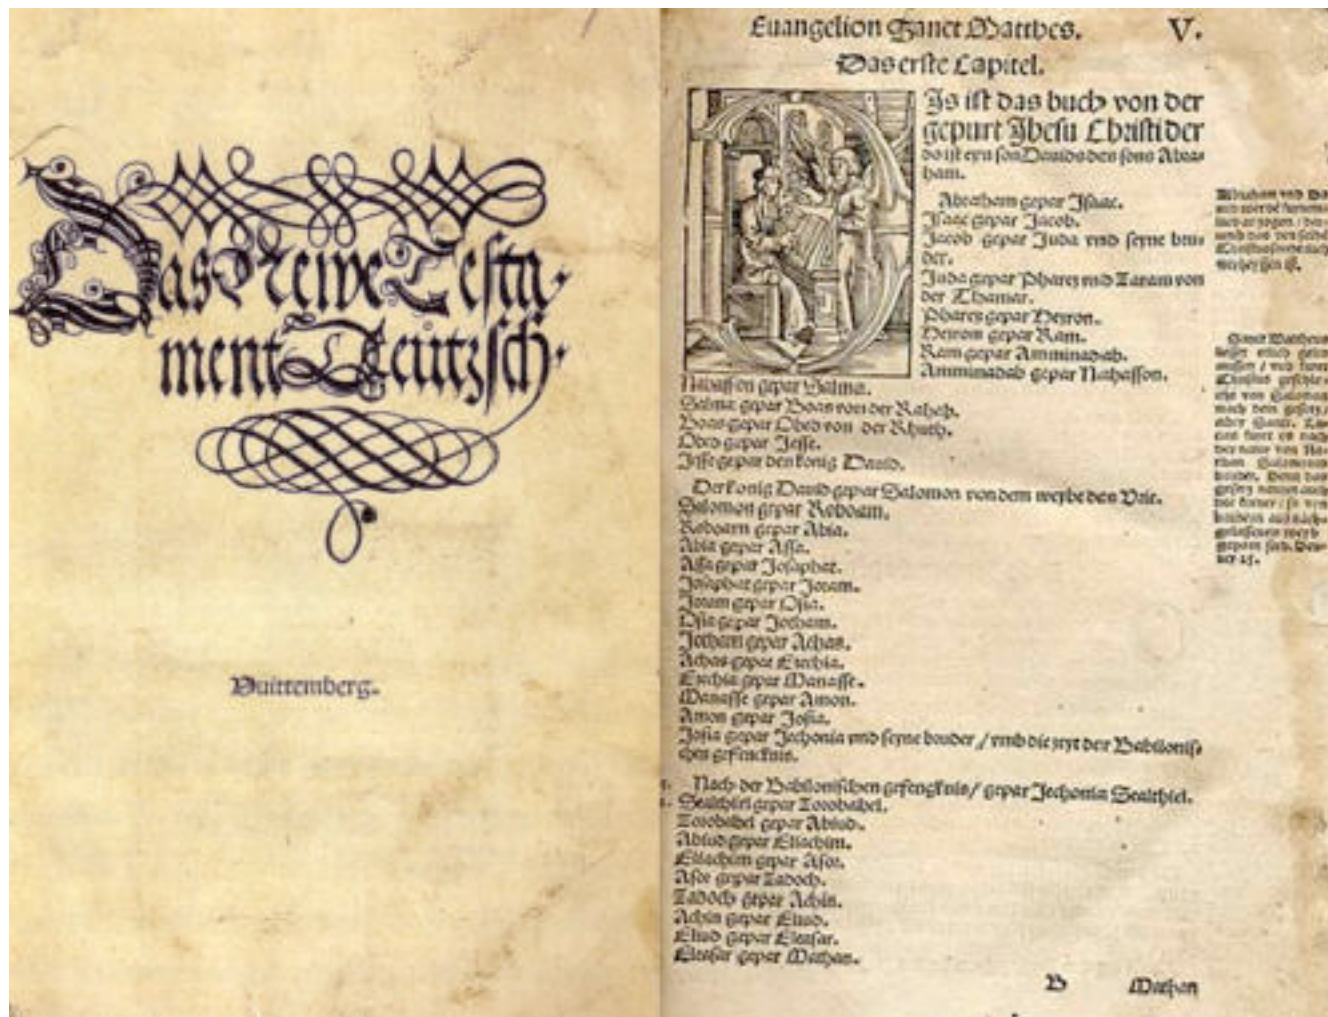 Das Newe Testa-
ment Deutzsch.
Vuittemberg.
Euangelion Sanct Matthes. V.
Das erste Capitel.
Dis ist das buch von der
gepurt Jhesu Christi der
do ist eyn son Dauids des sons Abra-
ham.
Abraham gepar Isaac.
Isaac gepar Jacob.
Jacob gepar Juda vnd seyne bru-
der.
Juda gepar Pharez vnd Zaram von
der Thamar.
Pharez gepar Hezron.
Hezrom gepar Ram.
Ram gepar Amminadab.
Amminadab gepar Nahasson.
Nahasson gepar Salma.
Salma gepar Boas von der Rahab.
Boas gepar Obed von der Rhuth.
Obed gepar Jesse.
Jesse gepar den konig Dauid.
Der konig Dauid gepar Salomon von dem weybe des Vrie.
Salomon gepar Roboam.
Roboam gepar Abia.
Abia gepar Assa.
Assa gepar Josaphat.
Josaphat gepar Joram.
Joram gepar Osia.
Osia gepar Jotham.
Jotham gepar Achas.
Achas gepar Ezechia.
Ezechia gepar Manasse.
Manasse gepar Amon.
Amon gepar Josia.
Josia gepar Jechonia vnd seyne bruder / vmb die zeyt der Babilonis-
chen gefencknis.
Nach der Babilonischen gefengknis / gepar Jechonia Sealthiel.
Sealthiel gepar Zorobabel.
Zorobabel gepar Abiud.
Abiud gepar Eliachim.
Eliachim gepar Asor.
Asor gepar Zadoch.
Zadoch gepar Achin.
Achin gepar Eliud.
Eliud gepar Eleasar.
Eleasar gepar Mathan.
B Mathan